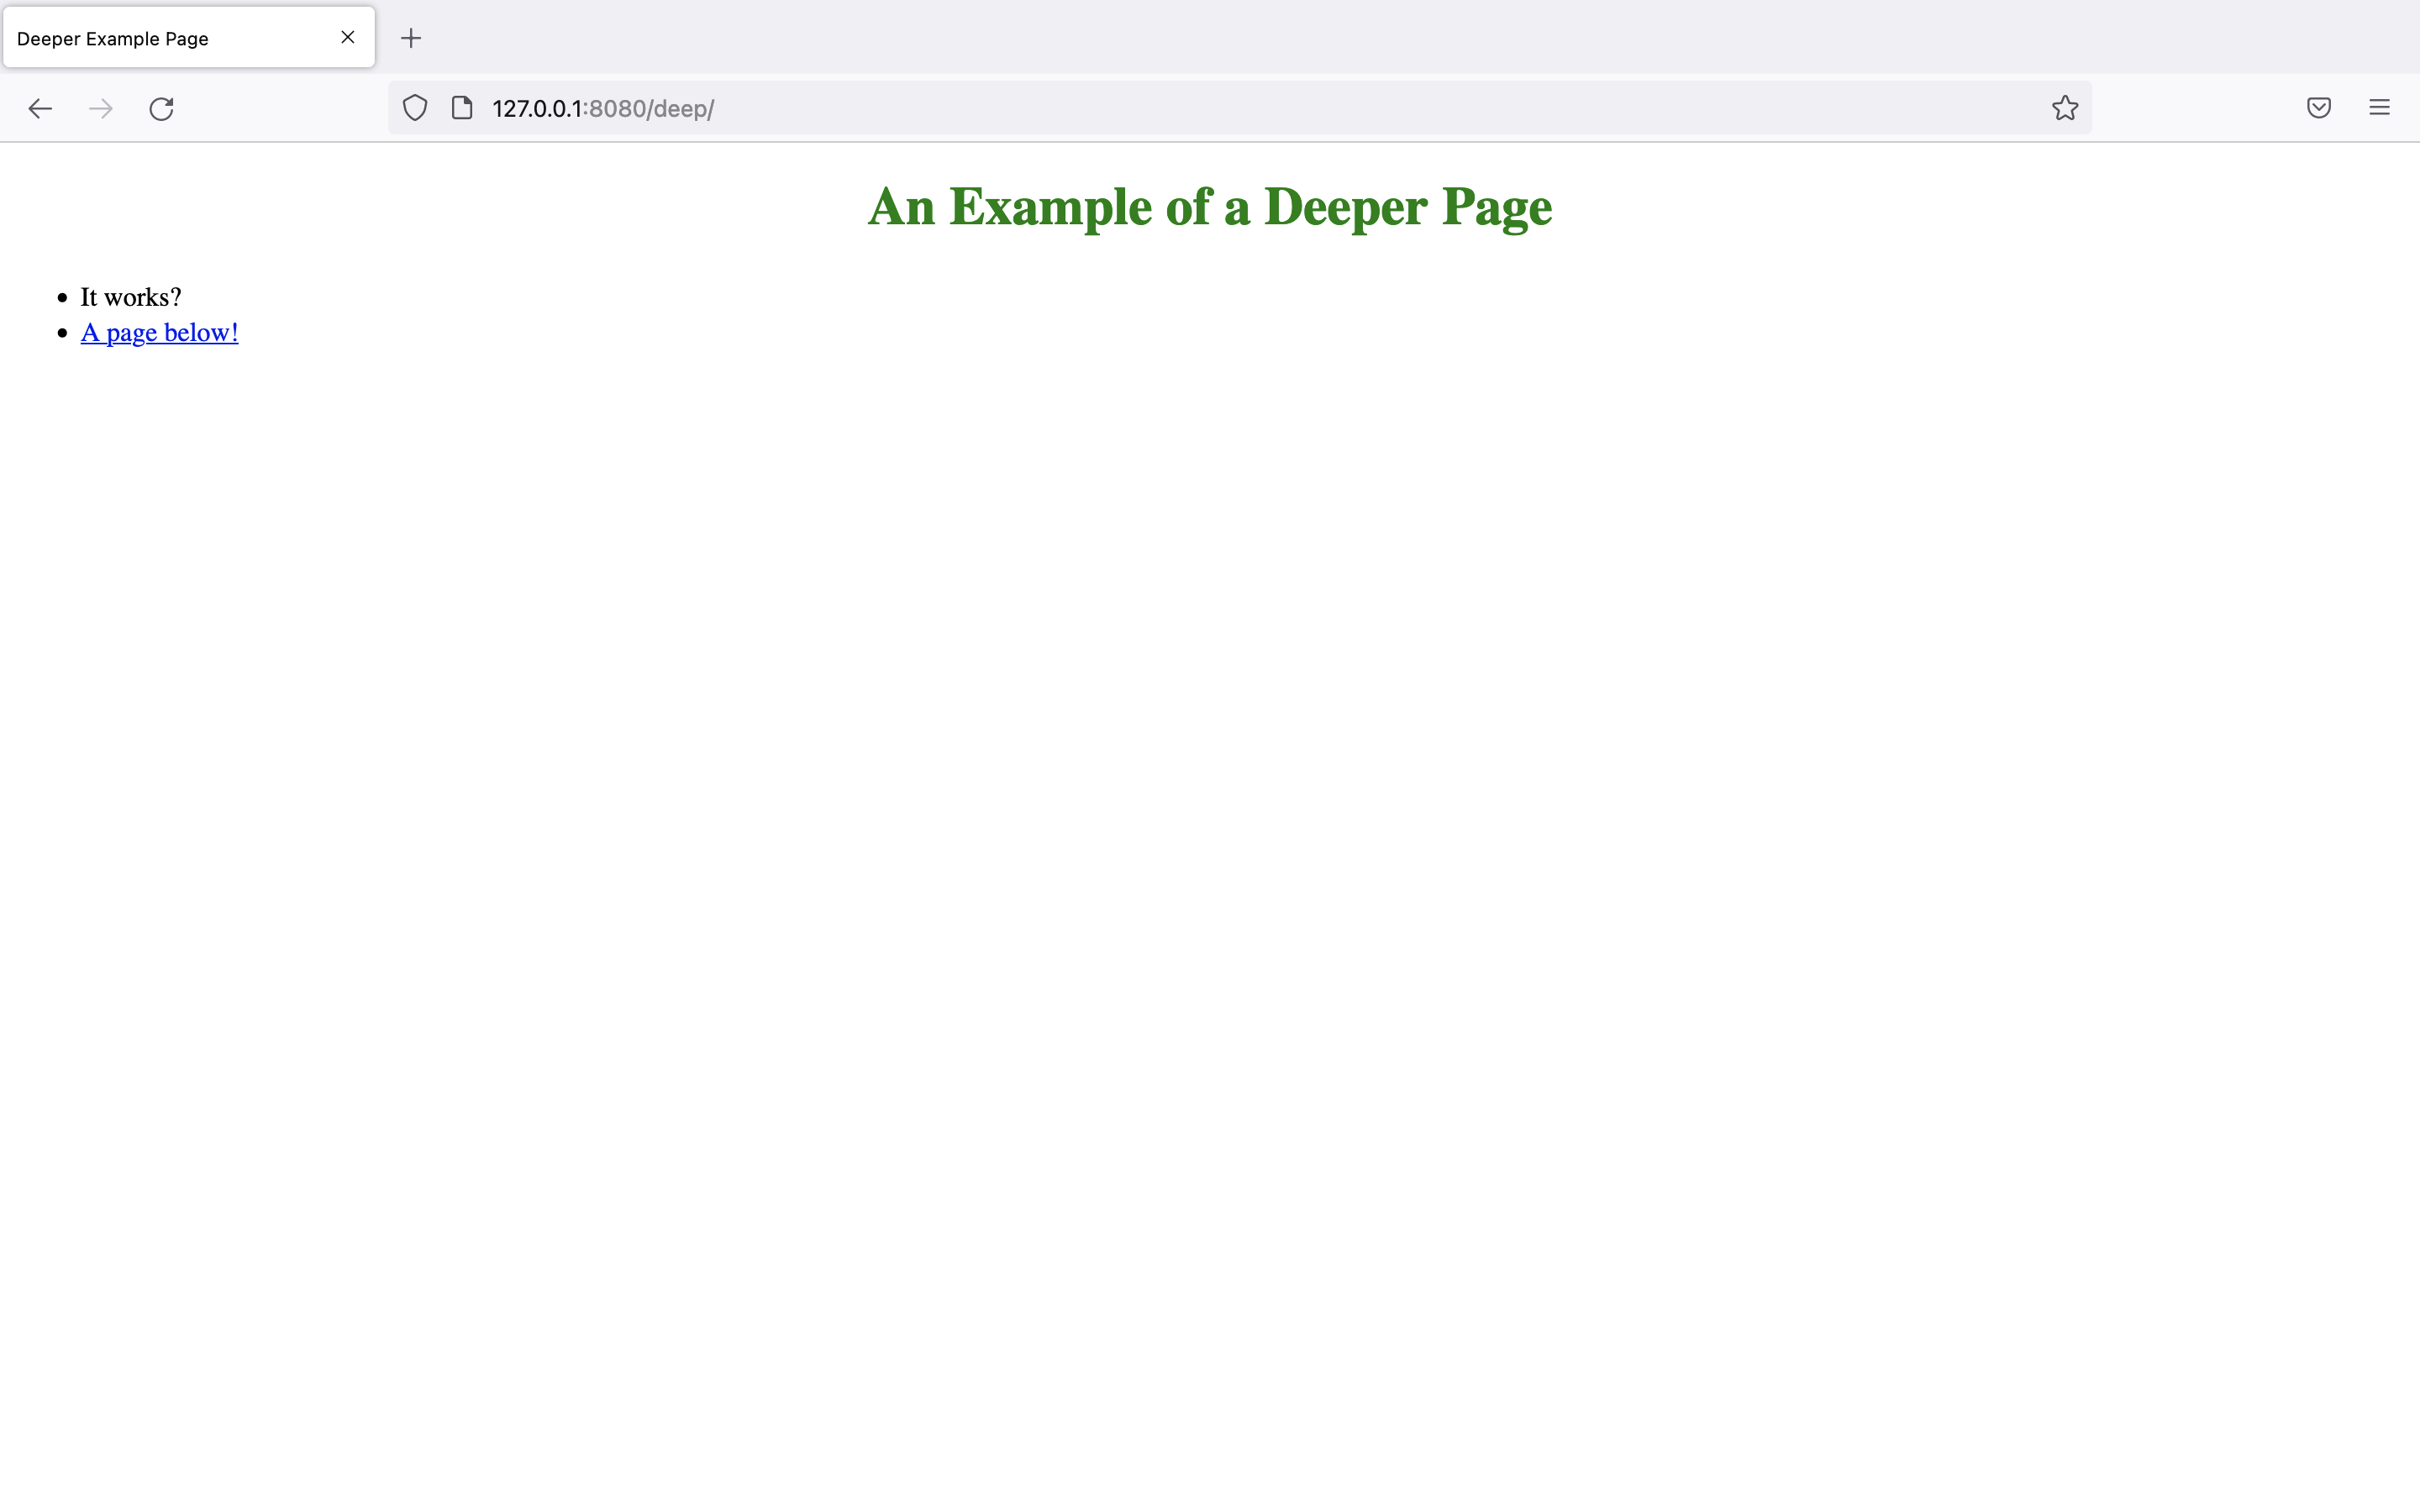 Deeper Example Page
127.0.0.1:8080/deep/
An Example of a Deeper Page
It works?
A page below!